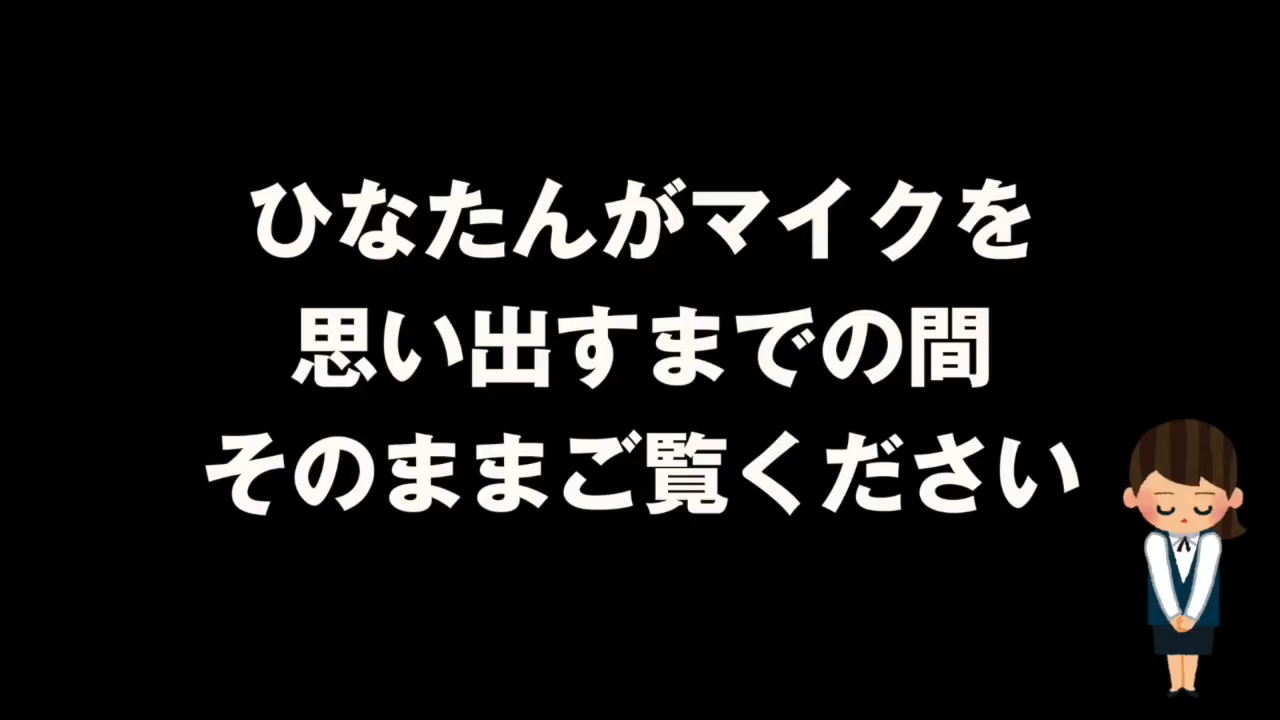 ひなたんがマイクを
思い出すまでの間
そのままご覧ください